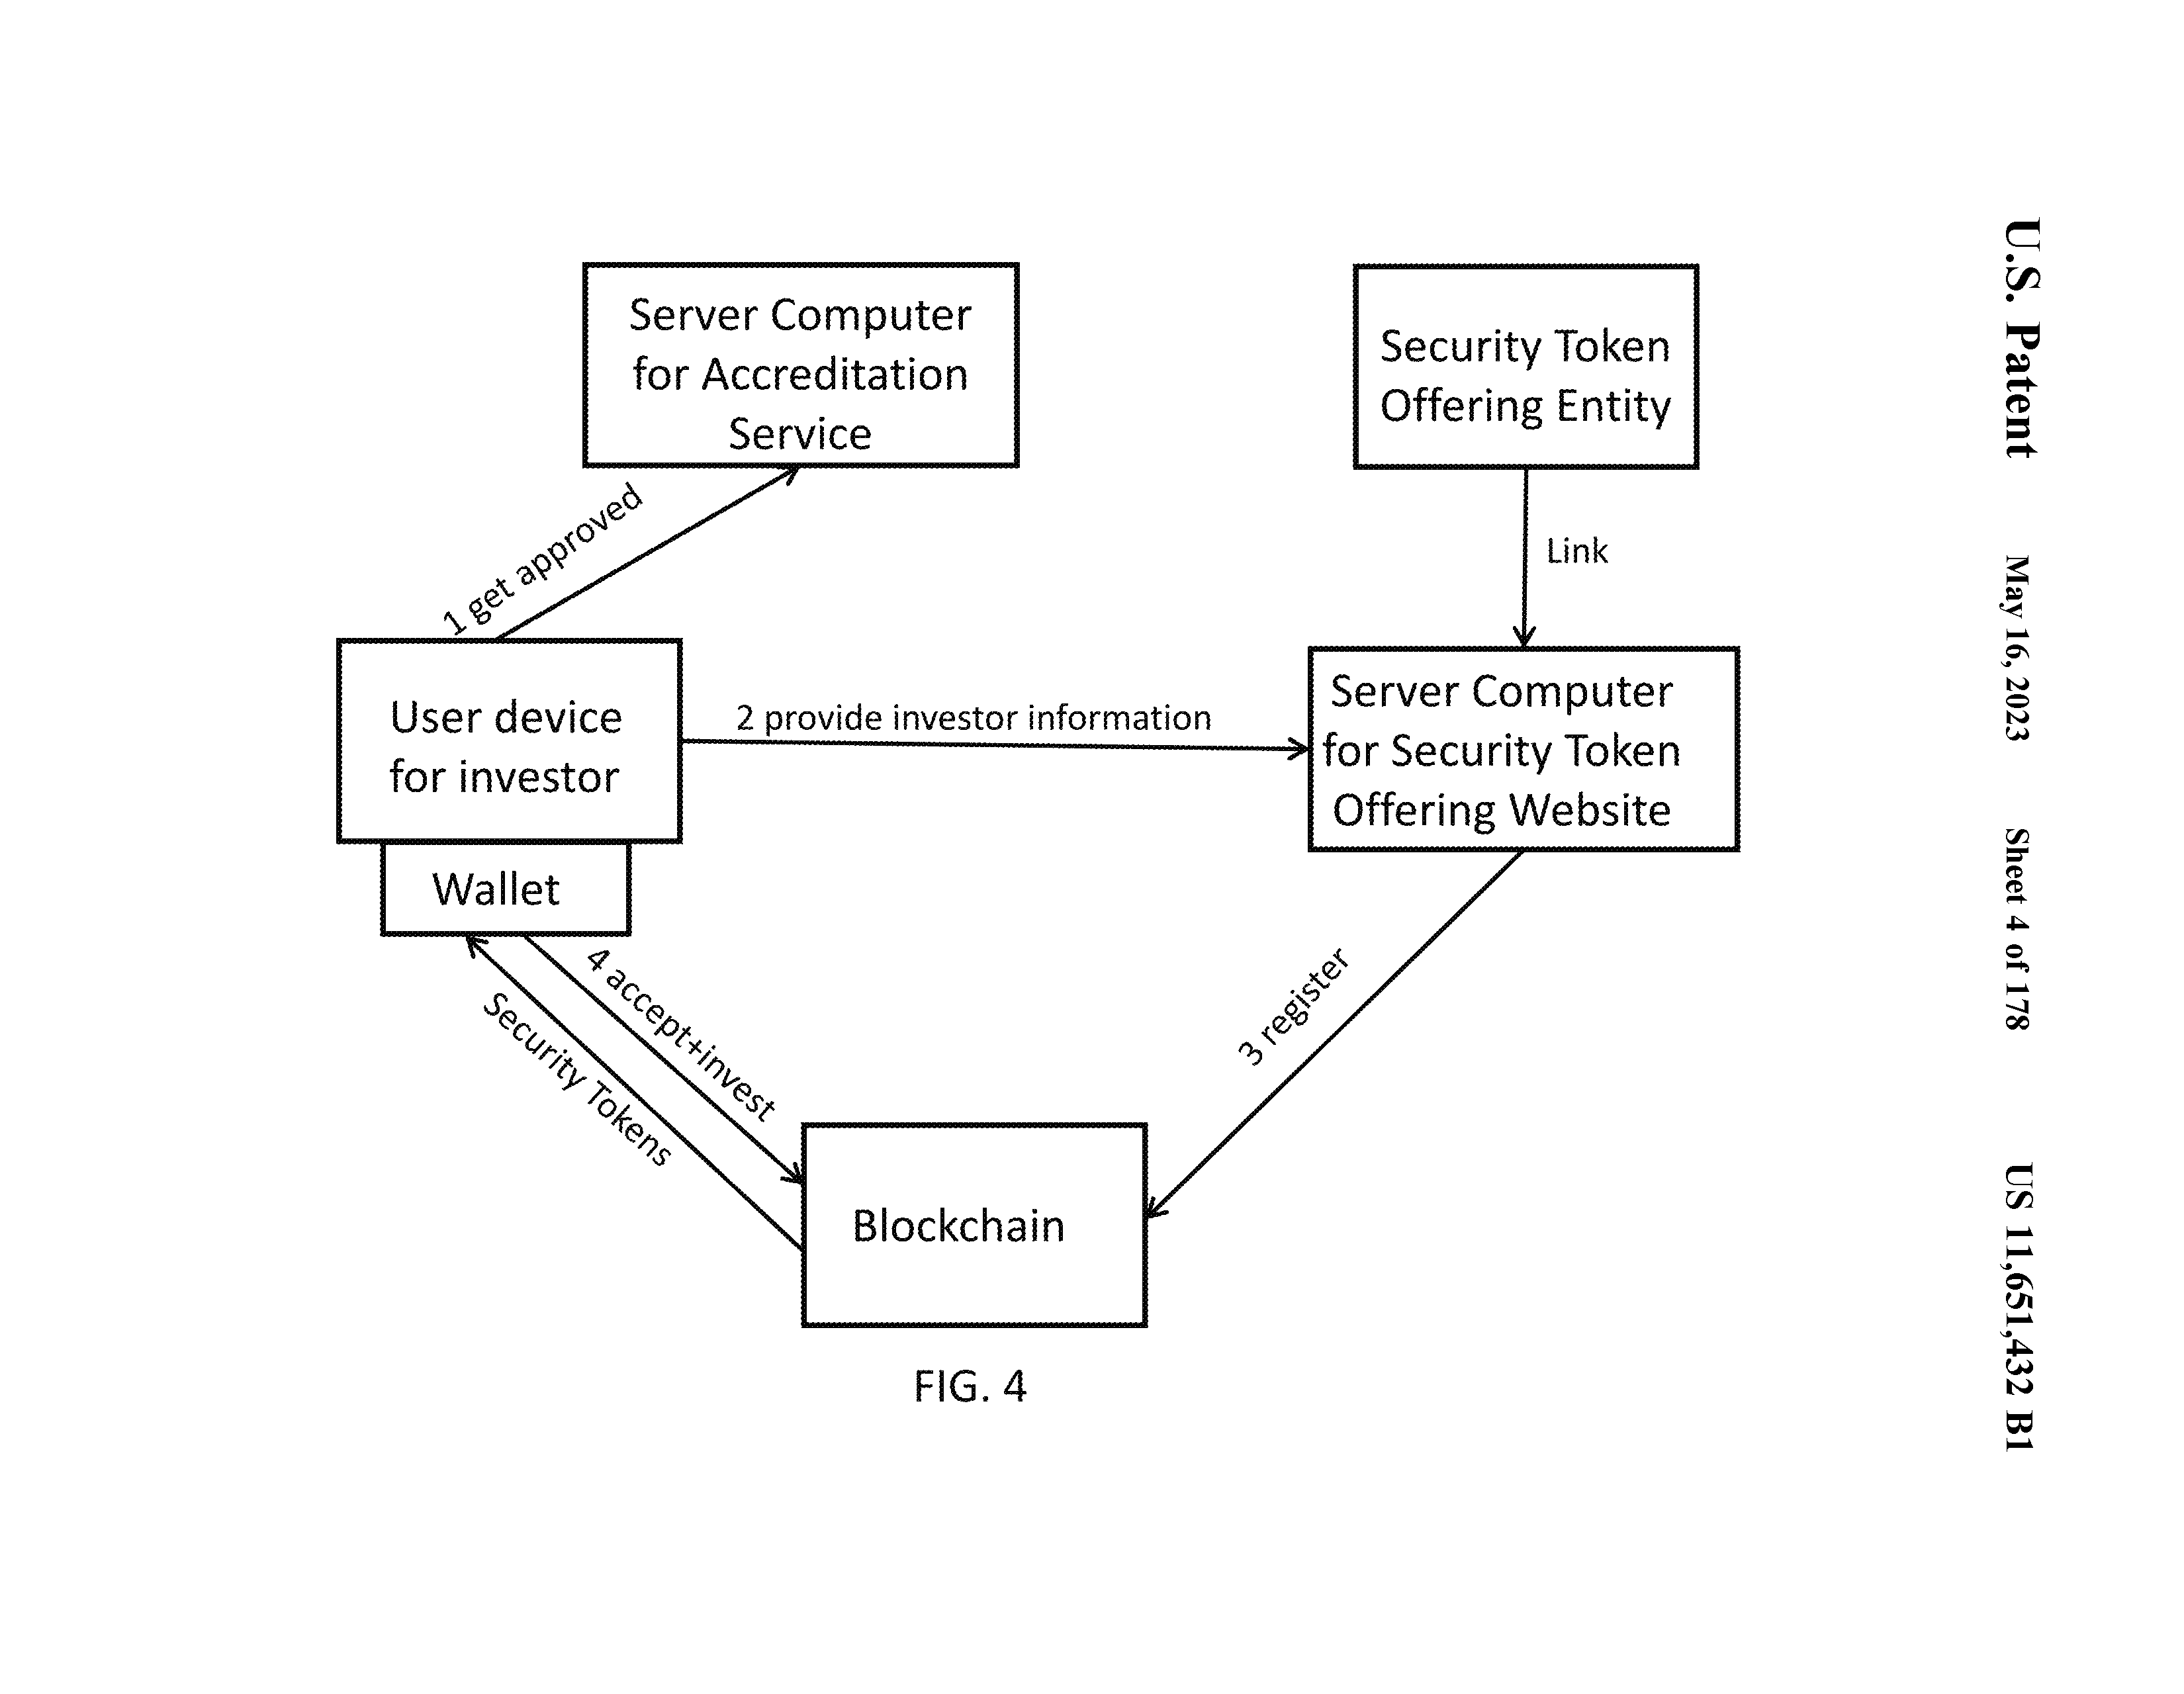 U.S. Patent
May 16, 2023
Sheet 4 of 178
US 11,651,432 B1
Server Computer
for Accreditation
Service
Security Token
Offering Entity
1 get approved
Link
User device
for investor
2 provide investor information
Server Computer
for Security Token
Offering Website
Wallet
4 accept+invest
Security Tokens
3 register
Blockchain
FIG. 4